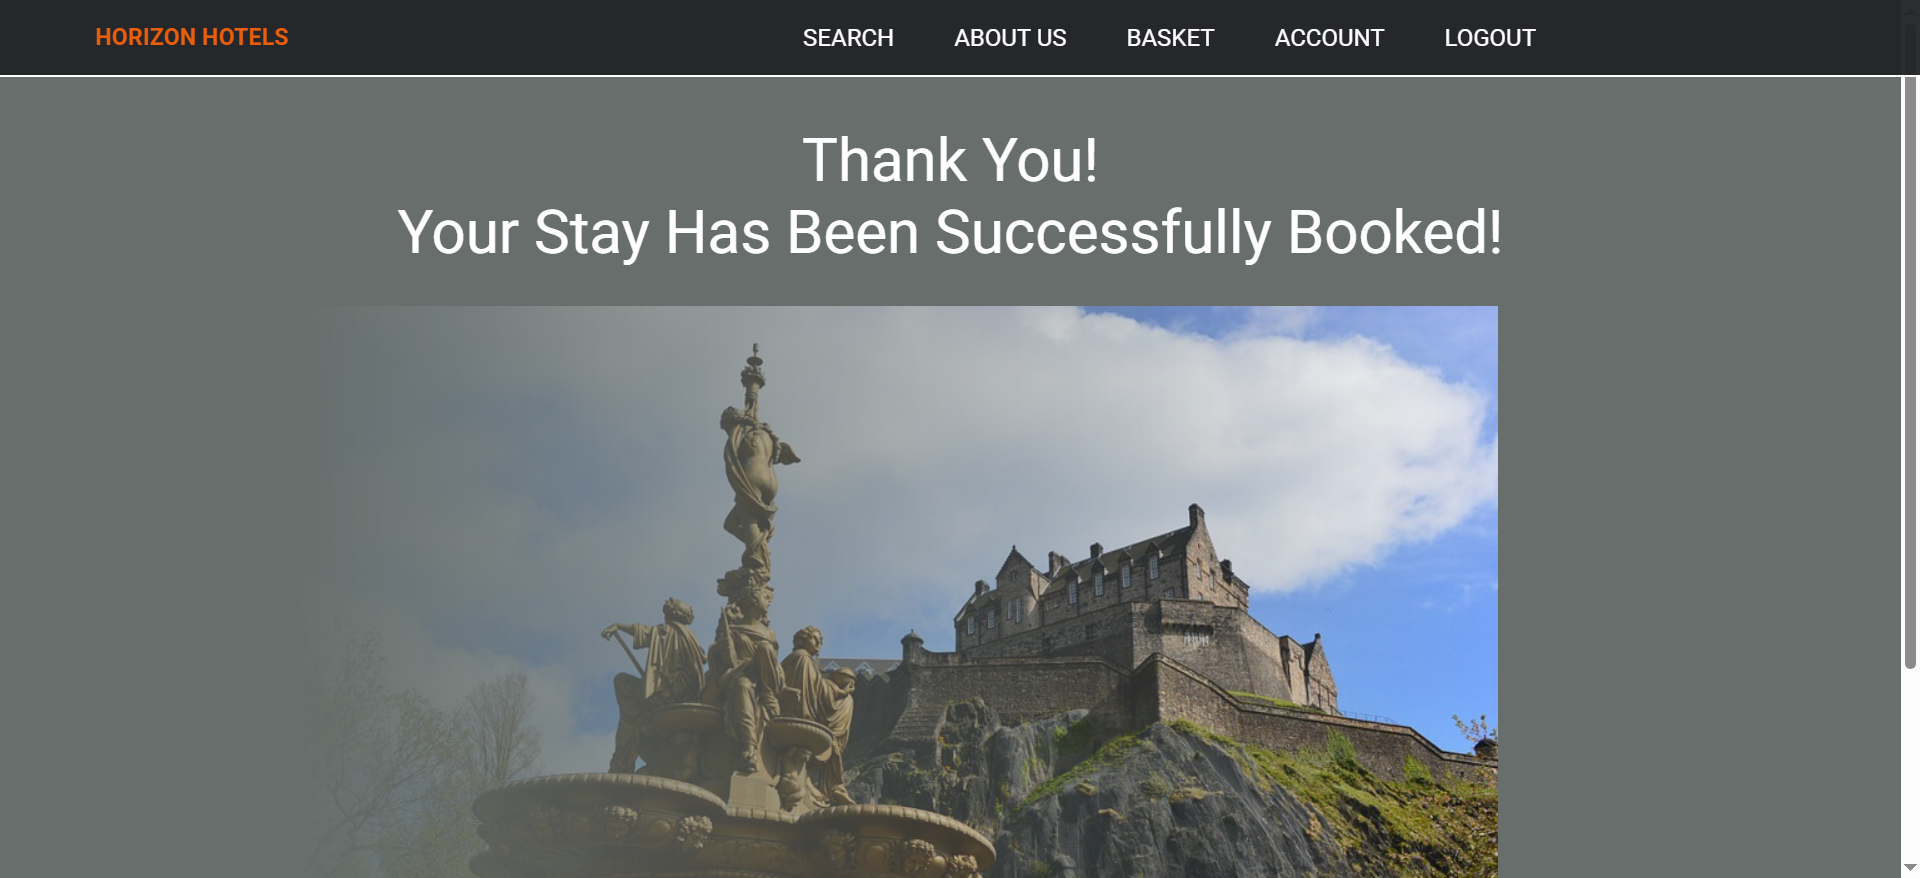 HORIZON HOTELS
SEARCH ABOUT US BASKET ACCOUNT LOGOUT
Thank You!
Your Stay Has Been Successfully Booked!